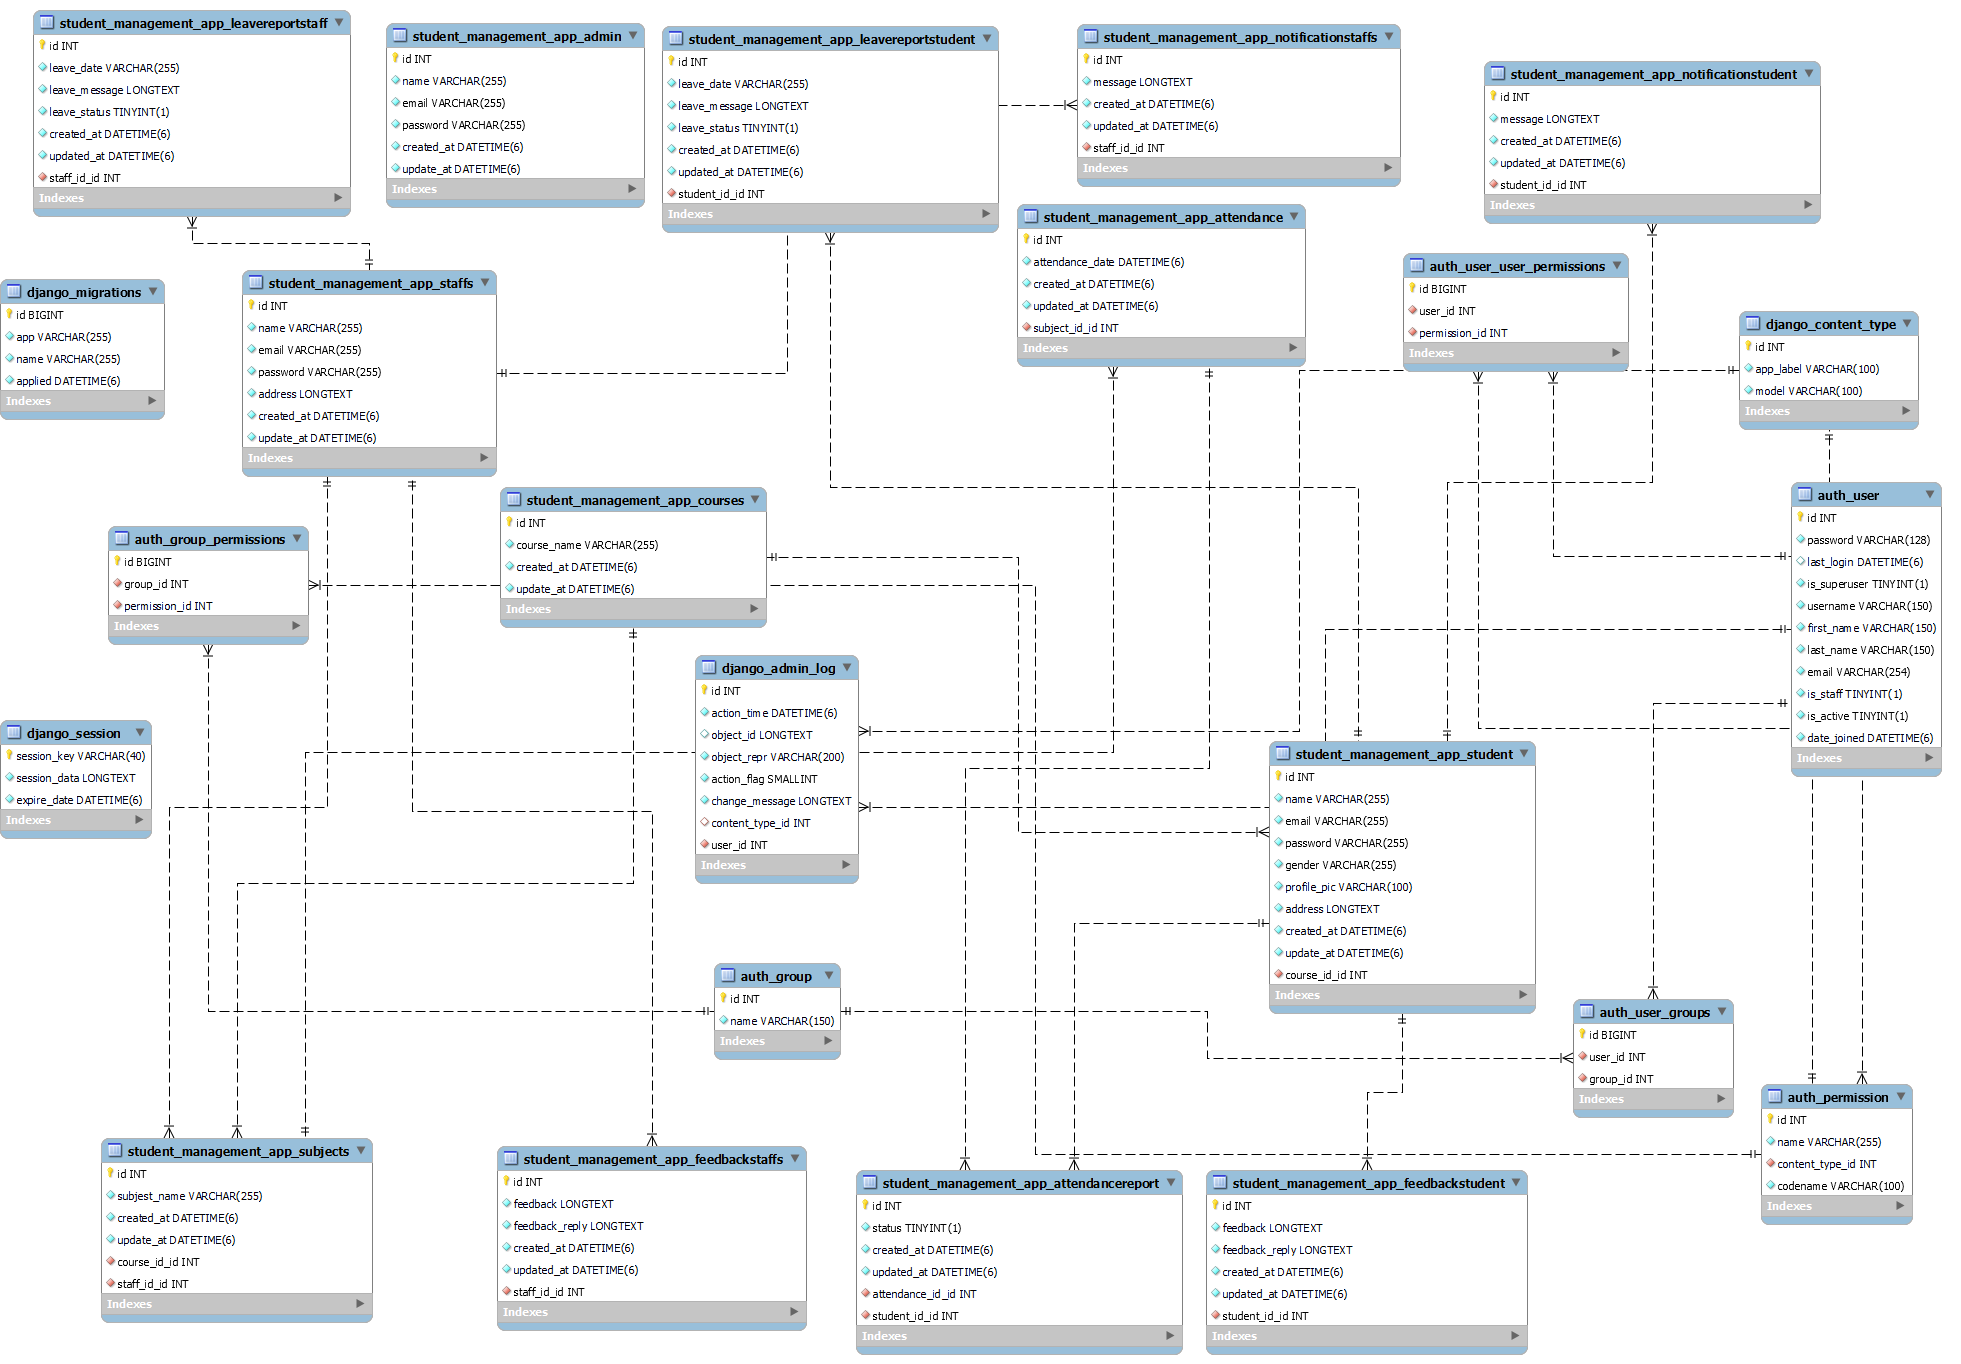 student_management_app_leavereportstaff
id INT
leave_date VARCHAR(255)
leave_message LONGTEXT
leave_status TINYINT(1)
created_at DATETIME(6)
updated_at DATETIME(6)
staff_id_id INT
Indexes
student_management_app_admin
id INT
name VARCHAR(255)
email VARCHAR(255)
password VARCHAR(255)
created_at DATETIME(6)
update_at DATETIME(6)
Indexes
student_management_app_leavereportstudent
id INT
leave_date VARCHAR(255)
leave_message LONGTEXT
leave_status TINYINT(1)
created_at DATETIME(6)
updated_at DATETIME(6)
student_id_id INT
Indexes
student_management_app_notificationstaffs
id INT
message LONGTEXT
created_at DATETIME(6)
updated_at DATETIME(6)
staff_id_id INT
Indexes
student_management_app_notificationstudent
id INT
message LONGTEXT
created_at DATETIME(6)
updated_at DATETIME(6)
student_id_id INT
Indexes
django_migrations
id BIGINT
app VARCHAR(255)
name VARCHAR(255)
applied DATETIME(6)
Indexes
student_management_app_staffs
id INT
name VARCHAR(255)
email VARCHAR(255)
password VARCHAR(255)
address LONGTEXT
created_at DATETIME(6)
update_at DATETIME(6)
Indexes
student_management_app_attendance
id INT
attendance_date DATETIME(6)
created_at DATETIME(6)
updated_at DATETIME(6)
subject_id_id INT
Indexes
auth_user_user_permissions
id BIGINT
user_id INT
permission_id INT
Indexes
django_content_type
id INT
app_label VARCHAR(100)
model VARCHAR(100)
Indexes
auth_group_permissions
id BIGINT
group_id INT
permission_id INT
Indexes
student_management_app_courses
id INT
course_name VARCHAR(255)
created_at DATETIME(6)
update_at DATETIME(6)
Indexes
auth_user
id INT
password VARCHAR(128)
last_login DATETIME(6)
is_superuser TINYINT(1)
username VARCHAR(150)
first_name VARCHAR(150)
last_name VARCHAR(150)
email VARCHAR(254)
is_staff TINYINT(1)
is_active TINYINT(1)
date_joined DATETIME(6)
Indexes
django_session
session_key VARCHAR(40)
session_data LONGTEXT
expire_date DATETIME(6)
Indexes
django_admin_log
id INT
action_time DATETIME(6)
object_id LONGTEXT
object_repr VARCHAR(200)
action_flag SMALLINT
change_message LONGTEXT
content_type_id INT
user_id INT
Indexes
student_management_app_student
id INT
name VARCHAR(255)
email VARCHAR(255)
password VARCHAR(255)
gender VARCHAR(255)
profile_pic VARCHAR(100)
address LONGTEXT
created_at DATETIME(6)
update_at DATETIME(6)
course_id_id INT
Indexes
auth_group
id INT
name VARCHAR(150)
Indexes
auth_user_groups
id BIGINT
user_id INT
group_id INT
Indexes
auth_permission
id INT
name VARCHAR(255)
content_type_id INT
codename VARCHAR(100)
Indexes
student_management_app_subjects
id INT
subjest_name VARCHAR(255)
created_at DATETIME(6)
update_at DATETIME(6)
course_id_id INT
staff_id_id INT
Indexes
student_management_app_feedbackstaffs
id INT
feedback LONGTEXT
feedback_reply LONGTEXT
created_at DATETIME(6)
updated_at DATETIME(6)
staff_id_id INT
Indexes
student_management_app_attendancereport
id INT
status TINYINT(1)
created_at DATETIME(6)
updated_at DATETIME(6)
attendance_id_id INT
student_id_id INT
Indexes
student_management_app_feedbackstudent
id INT
feedback LONGTEXT
feedback_reply LONGTEXT
created_at DATETIME(6)
updated_at DATETIME(6)
student_id_id INT
Indexes